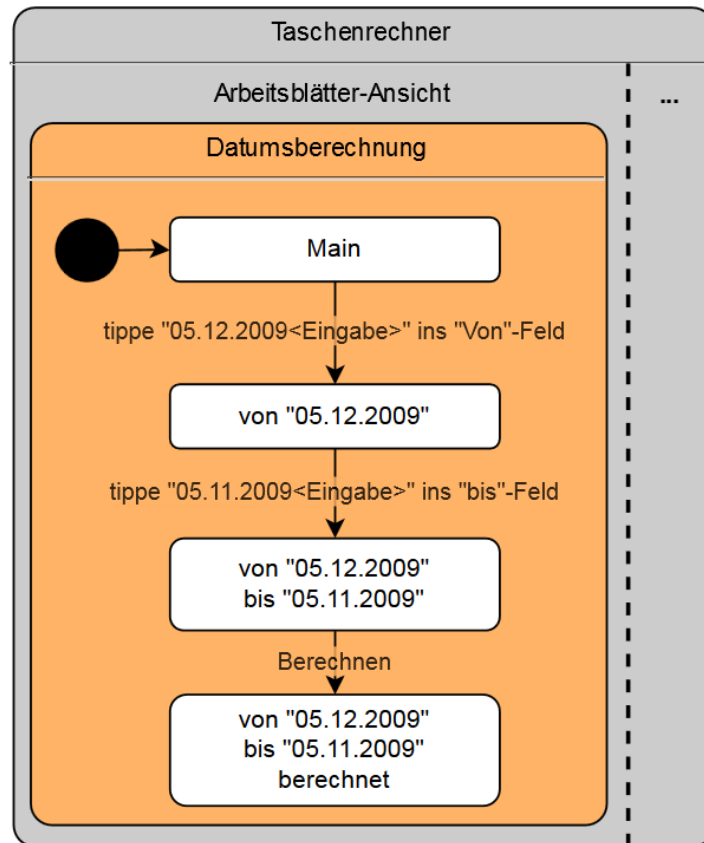 Taschenrechner
Arbeitsblätter-Ansicht
...
Datumsberechnung
Main
tippe "05.12.2009<Eingabe>" ins "Von"-Feld
von "05.12.2009"
tippe "05.11.2009<Eingabe>" ins "bis"-Feld
von "05.12.2009"
bis "05.11.2009"
Berechnen
von "05.12.2009"
bis "05.11.2009"
berechnet